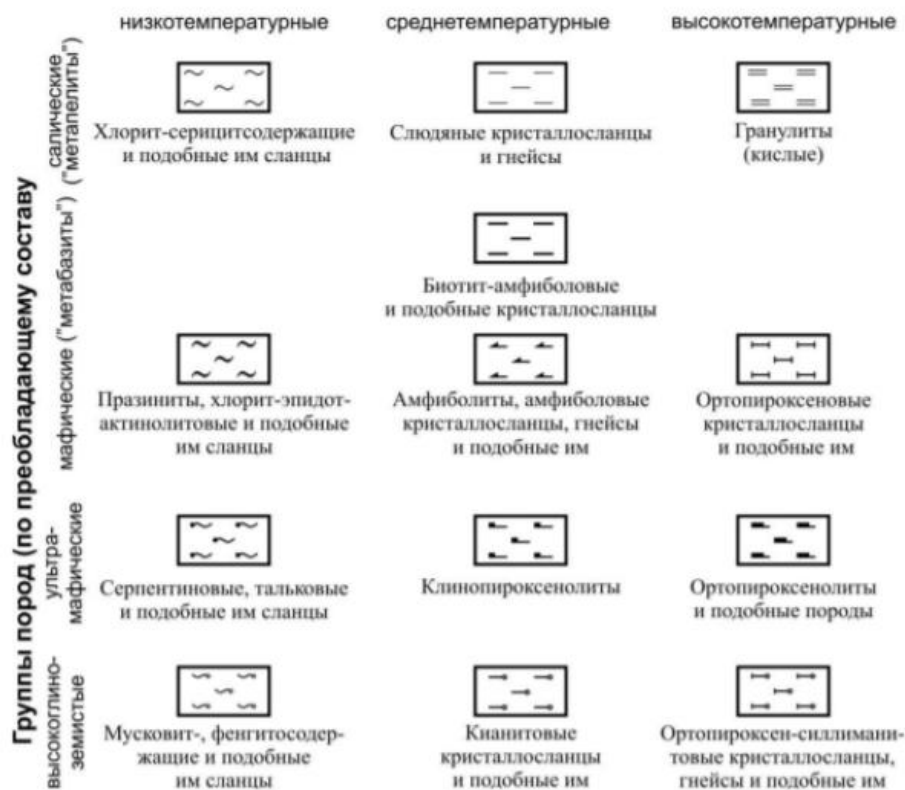 низкотемпературные
среднетемпературные
высокотемпературные
Группы пород (по преобладающему составу
салические
("метапелиты")
Хлорит-серицитсодержащие
и подобные им сланцы
Слюдяные кристаллосланцы
и гнейсы
Гранулиты
(кислые)
мафические ("метабазиты")
Биотит-амфиболовые
и подобные кристаллосланцы
Празиниты, хлорит-эпидот-
актинолитовые и подобные
им сланцы
Амфиболиты, амфиболовые
кристаллосланцы, гнейсы
и подобные им
Ортопироксеновые
кристаллосланцы
и подобные им
ультра-
мафические
Серпентиновые, тальковые
и подобные им сланцы
Клинопироксенолиты
Ортопироксенолиты
и подобные породы
высокоглино-
земистые
Мусковит-, фенгитосодер-
жащие и подобные
им сланцы
Кианитовые
кристаллосланцы
и подобные им
Ортопироксен-силлимани-
товые кристаллосланцы,
гнейсы и подобные им